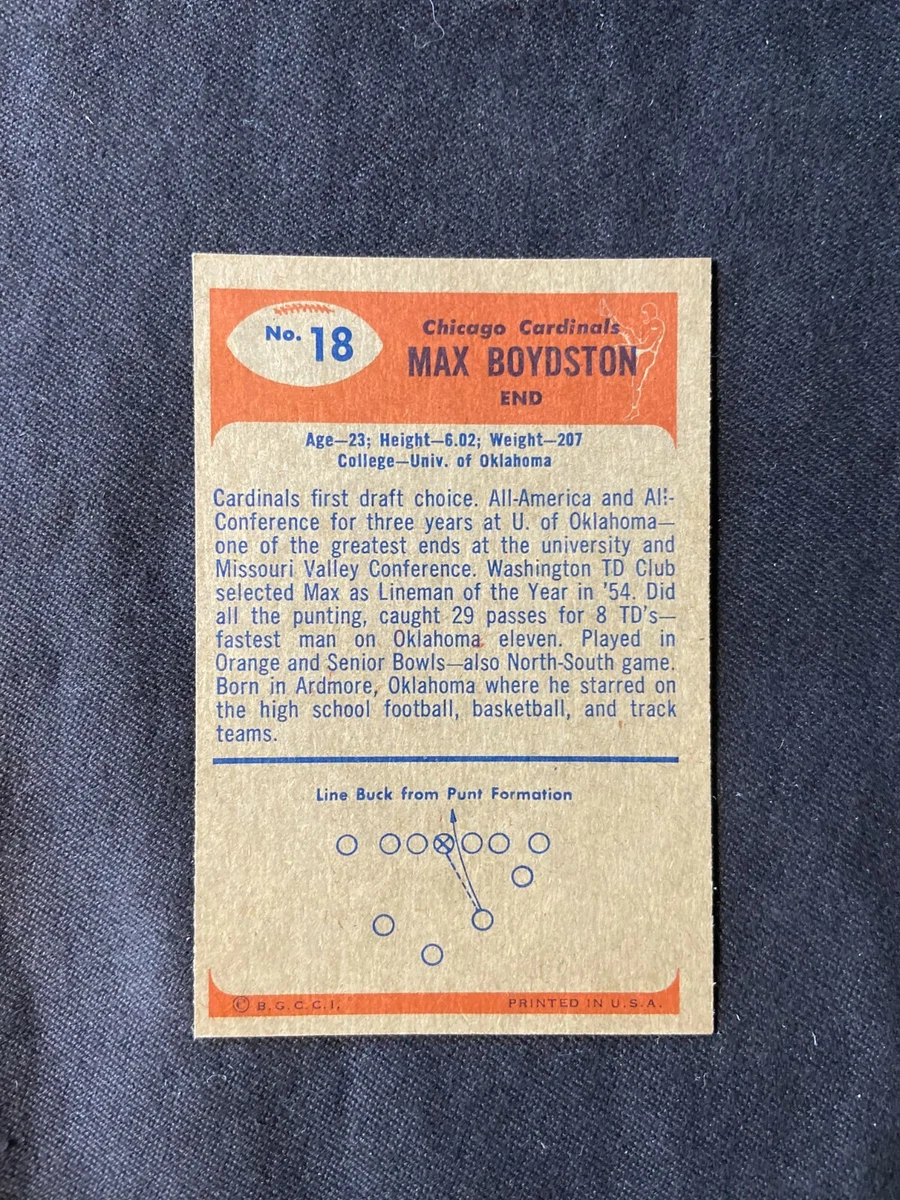 No. 18
Chicago Cardinals
MAX BOYDSTON
END
Age—23; Height—6.02; Weight—207
College—Univ. of Oklahoma
Cardinals first draft choice. All-America and All-
Conference for three years at U. of Oklahoma—
one of the greatest ends at the university and
Missouri Valley Conference. Washington TD Club
selected Max as Lineman of the Year in '54. Did
all the punting, caught 29 passes for 8 TD's—
fastest man on Oklahoma eleven. Played in
Orange and Senior Bowls—also North-South game.
Born in Ardmore, Oklahoma where he starred on
the high school football, basketball, and track
teams.
Line Buck from Punt Formation
© B.G.C.C.I.
PRINTED IN U.S.A.